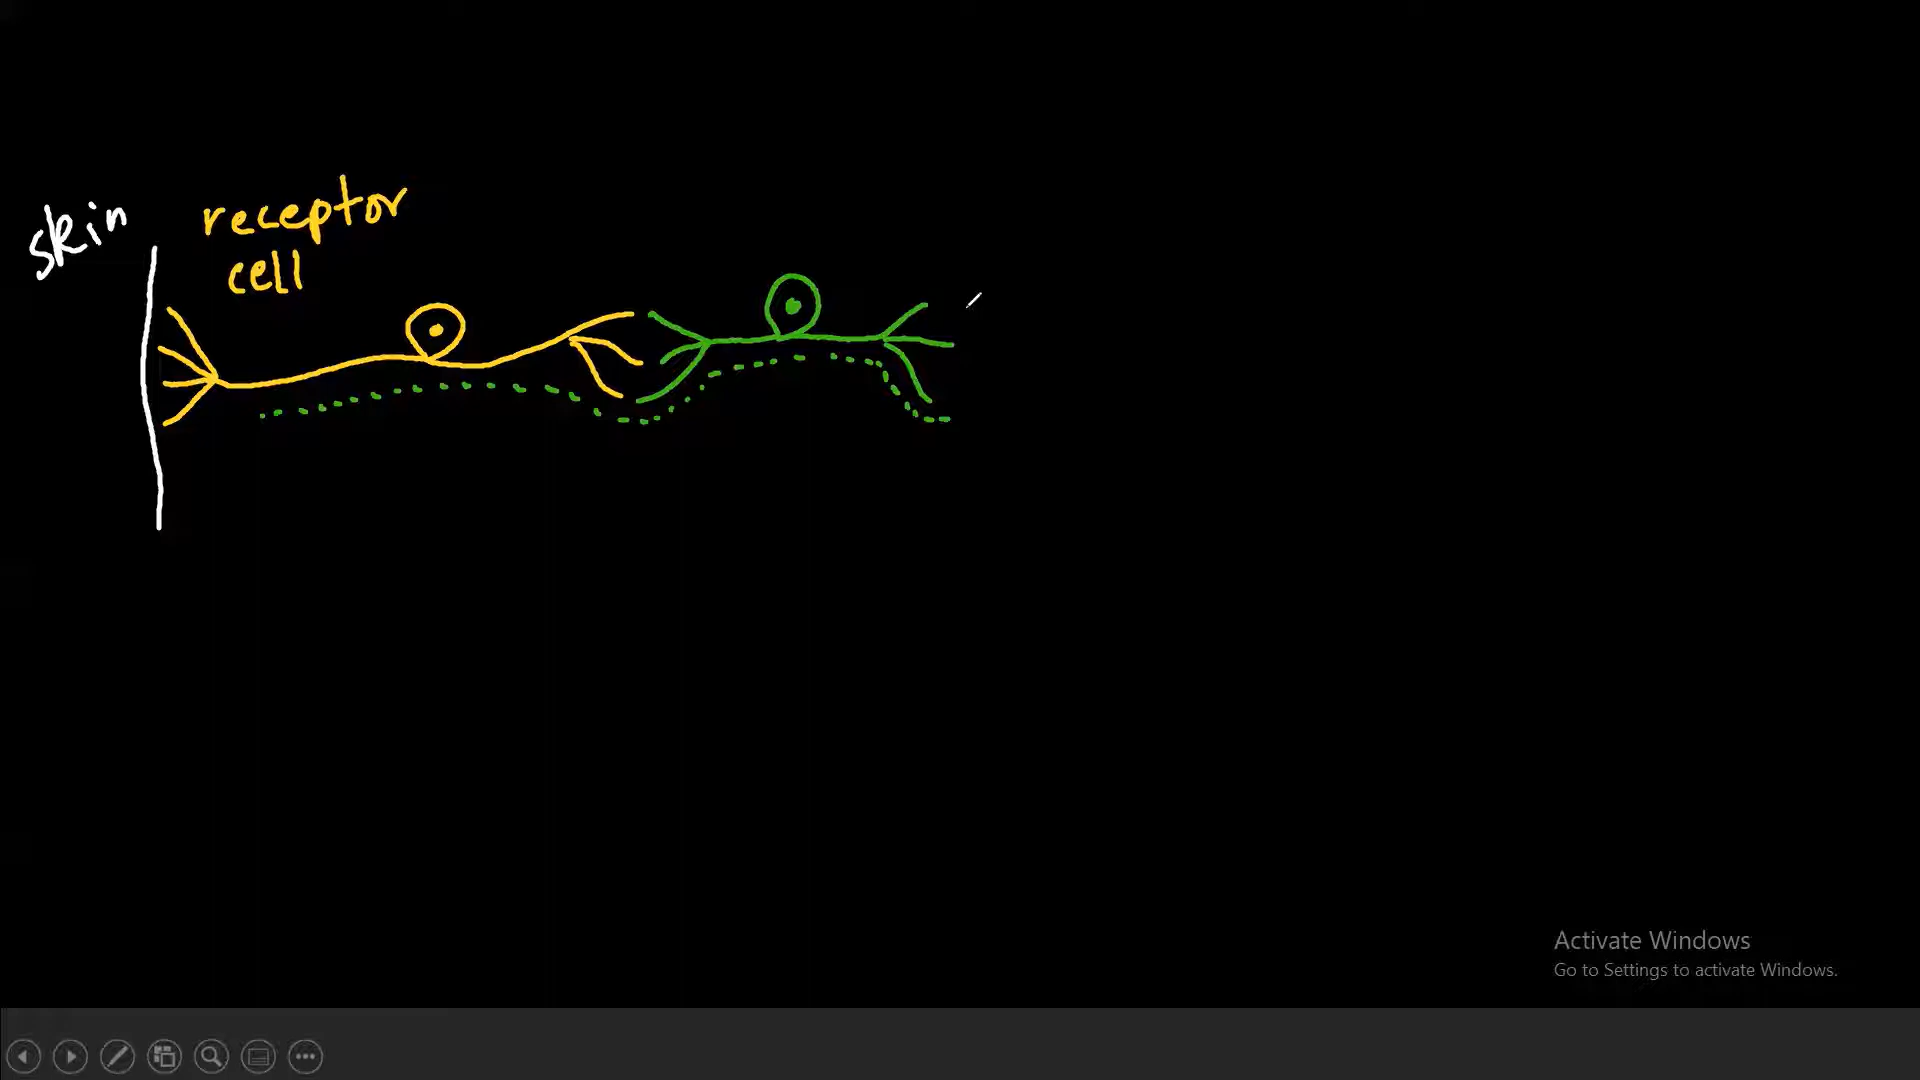 skin
receptor
cell
Activate Windows
Go to Settings to activate Windows.